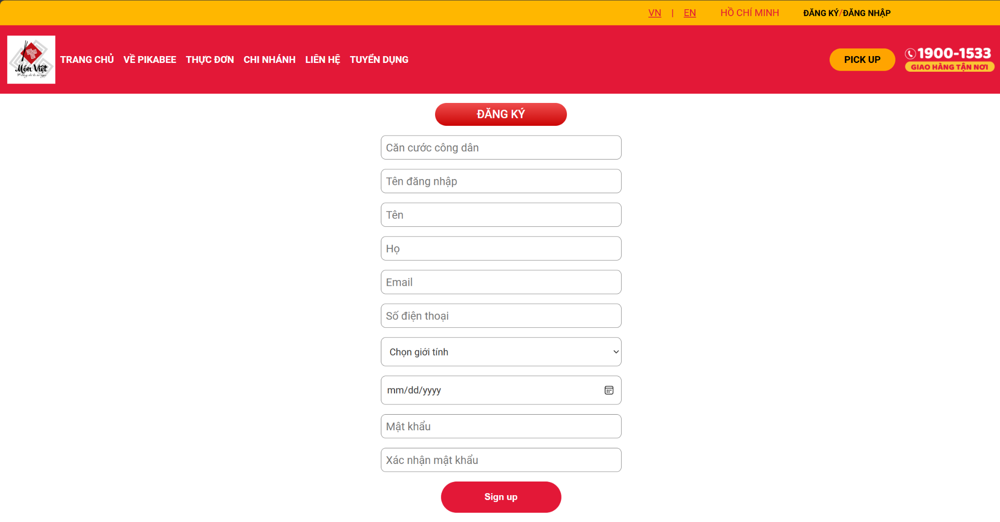 VN | EN HỒ CHÍ MINH ĐĂNG KÝ/ĐĂNG NHẬP
Món Việt
TRANG CHỦ VỀ PIKABEE THỰC ĐƠN CHI NHÁNH LIÊN HỆ TUYỂN DỤNG
PICK UP
1900-1533
GIAO HÀNG TẬN NƠI
ĐĂNG KÝ
Căn cước công dân
Tên đăng nhập
Tên
Họ
Email
Số điện thoại
Chọn giới tính
mm/dd/yyyy
Mật khẩu
Xác nhận mật khẩu
Sign up